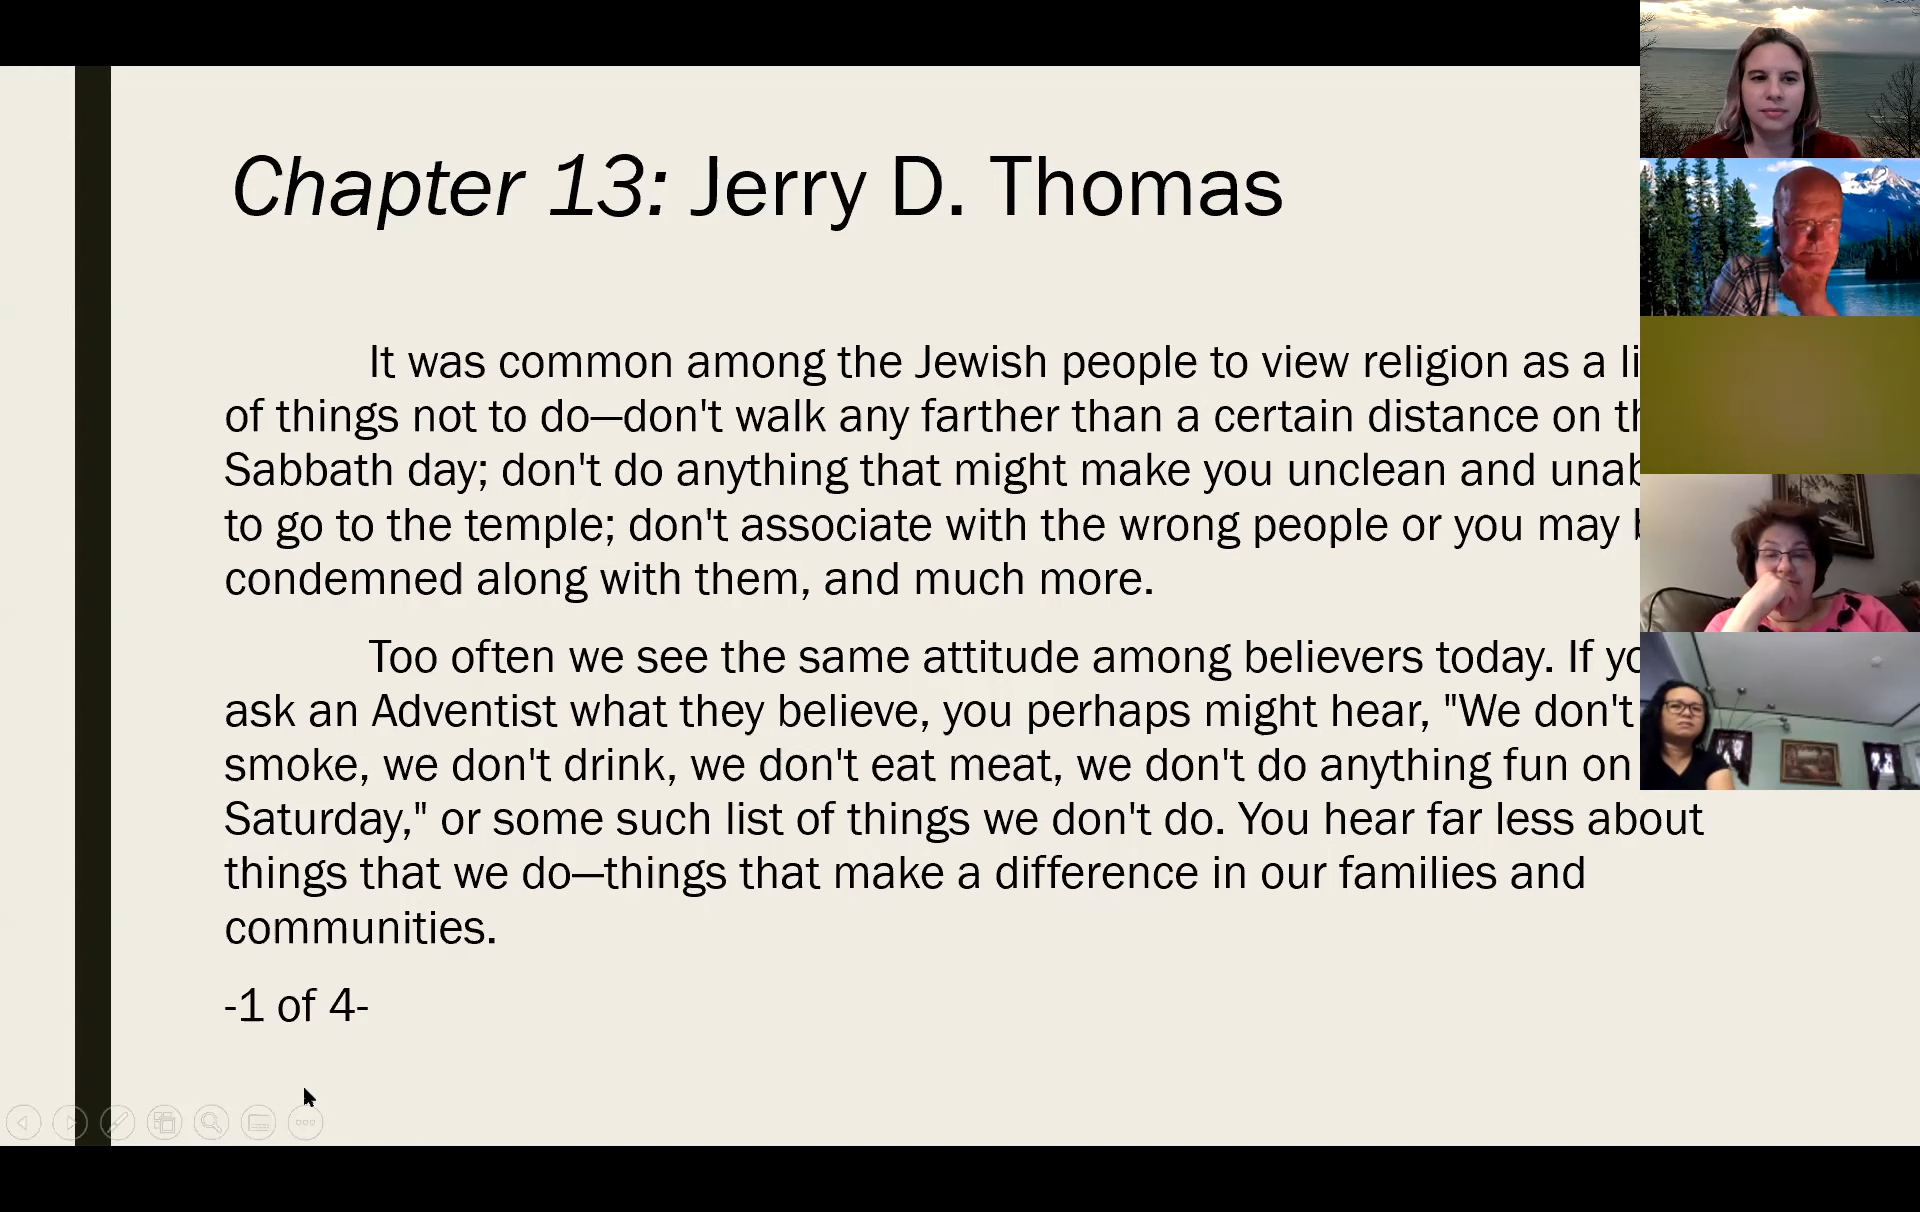 Chapter 13: Jerry D. Thomas
It was common among the Jewish people to view religion as a
of things not to do—don't walk any farther than a certain distance on
Sabbath day; don't do anything that might make you unclean and
to go to the temple; don't associate with the wrong people or you may
condemned along with them, and much more.
Too often we see the same attitude among believers today. If
ask an Adventist what they believe, you perhaps might hear, "We don't
smoke, we don't drink, we don't eat meat, we don't do anything fun on
Saturday," or some such list of things we don't do. You hear far less about
things that we do—things that make a difference in our families and
communities.
-1 of 4-